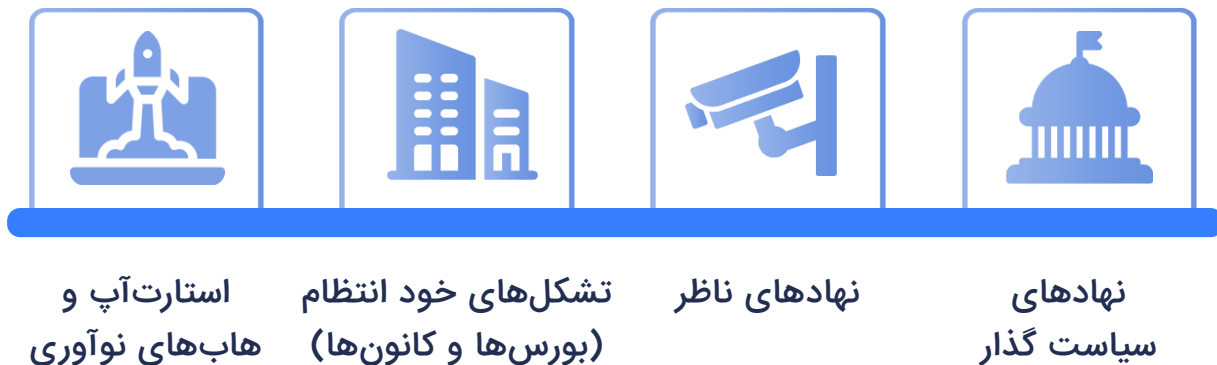 نهادهای
سیاست گذار
نهادهای ناظر
تشکل‌های خود انتظام
(بورس‌ها و کانون‌ها)
استارت‌آپ و
هاب‌های نوآوری